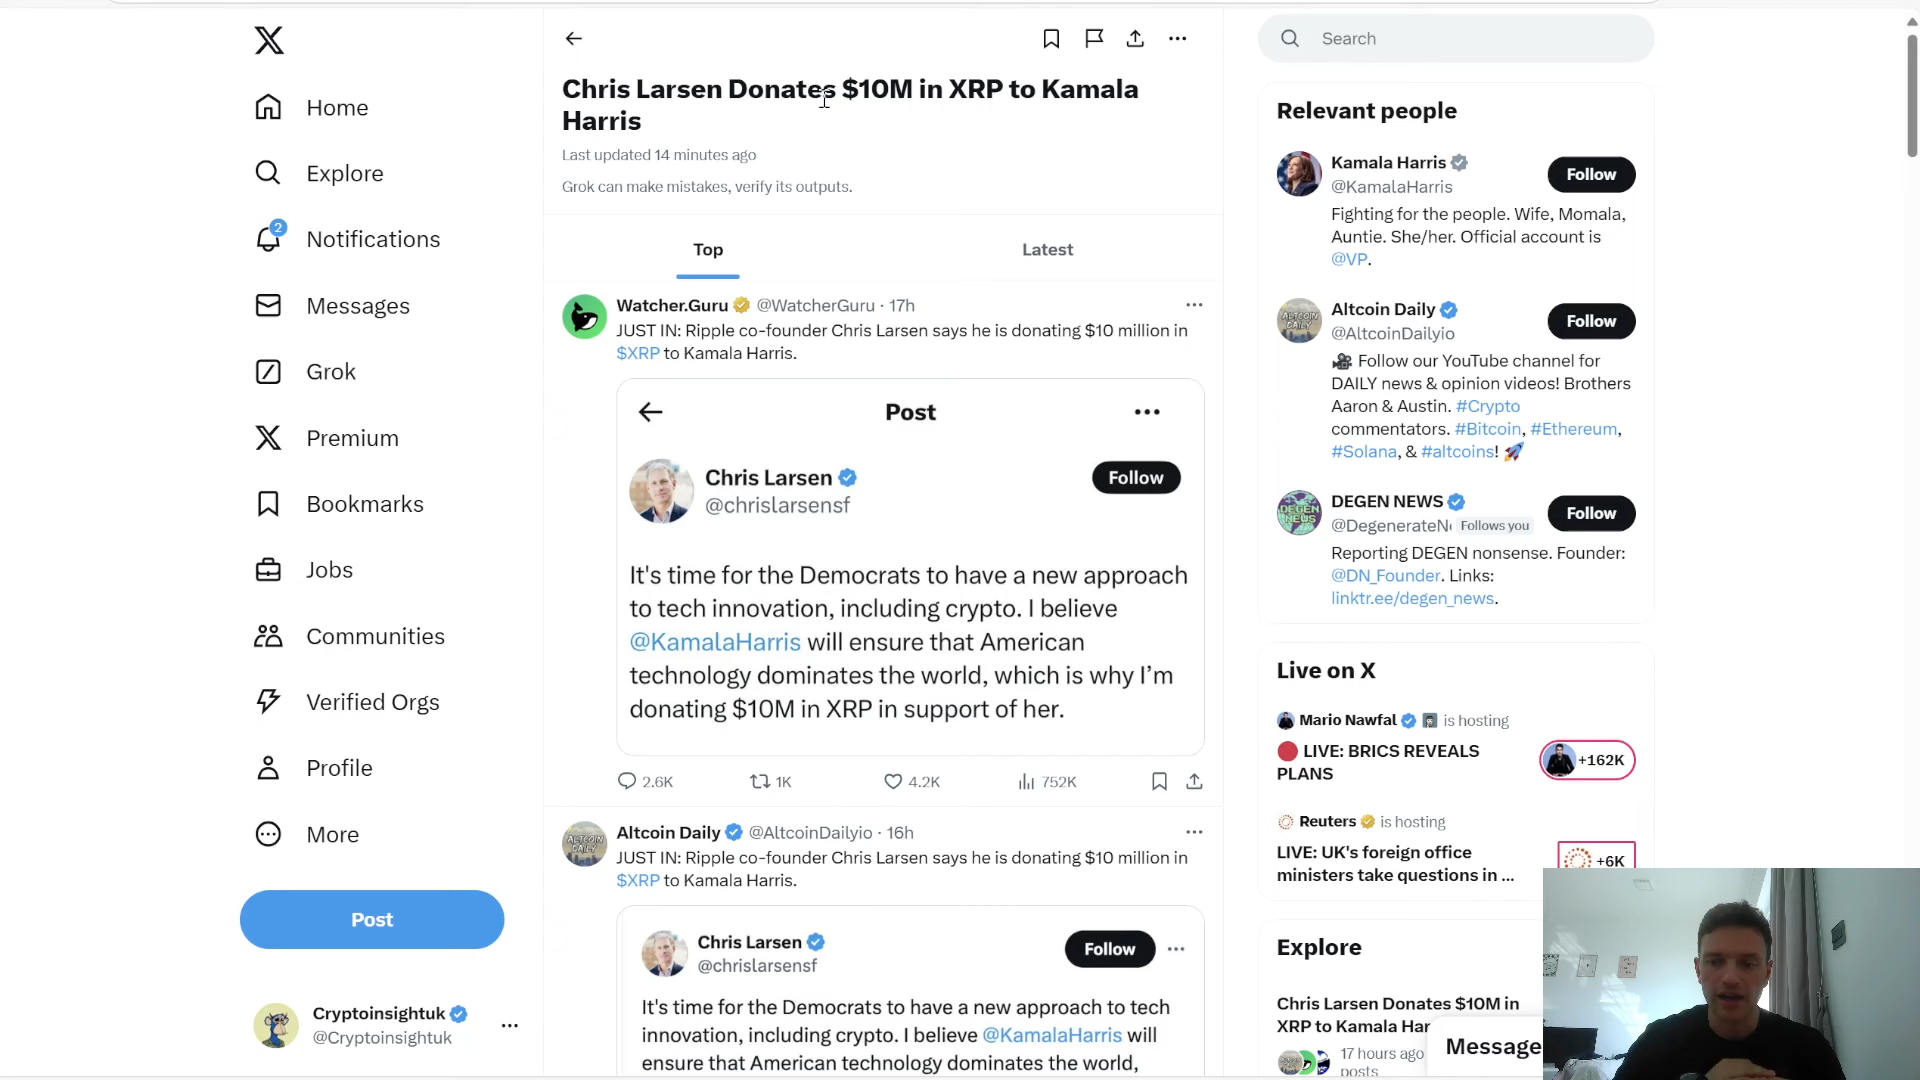 Home
Explore
2
Notifications
Messages
Grok
Premium
Bookmarks
Jobs
Communities
Verified Orgs
Profile
More
Post
Cryptoinsightuk
@Cryptoinsightuk
Chris Larsen Donates $10M in XRP to Kamala
Harris
Last updated 14 minutes ago
Grok can make mistakes, verify its outputs.
Top
Latest
Watcher.Guru @WatcherGuru · 17h
JUST IN: Ripple co-founder Chris Larsen says he is donating $10 million in
$XRP to Kamala Harris.
Post
Chris Larsen
@chrislarsensf
Follow
It's time for the Democrats to have a new approach
to tech innovation, including crypto. I believe
@KamalaHarris will ensure that American
technology dominates the world, which is why I'm
donating $10M in XRP in support of her.
2.6K
1K
4.2K
752K
ALTCOIN DAILY
Altcoin Daily @AltcoinDailyio · 16h
JUST IN: Ripple co-founder Chris Larsen says he is donating $10 million in
$XRP to Kamala Harris.
Chris Larsen
@chrislarsensf
Follow
It's time for the Democrats to have a new approach to tech
innovation, including crypto. I believe @KamalaHarris will
ensure that American technology dominates the world,
Search
Relevant people
Kamala Harris
@KamalaHarris
Follow
Fighting for the people. Wife, Momala,
Auntie. She/her. Official account is
@VP.
ALTCOIN DAILY
Altcoin Daily
@AltcoinDailyio
Follow
Follow our YouTube channel for
DAILY news & opinion videos! Brothers
Aaron & Austin. #Crypto
commentators. #Bitcoin, #Ethereum,
#Solana, & #altcoins!
DEGEN NEWS
DEGEN NEWS
@DegenerateN
Follows you
Follow
Reporting DEGEN nonsense. Founder:
@DN_Founder. Links:
linktr.ee/degen_news.
Live on X
Mario Nawfal is hosting
LIVE: BRICS REVEALS
PLANS
+162K
Reuters is hosting
LIVE: UK's foreign office
ministers take questions in ...
+6K
Explore
Chris Larsen Donates $10M in
XRP to Kamala Har
17 hours ago
posts
Message